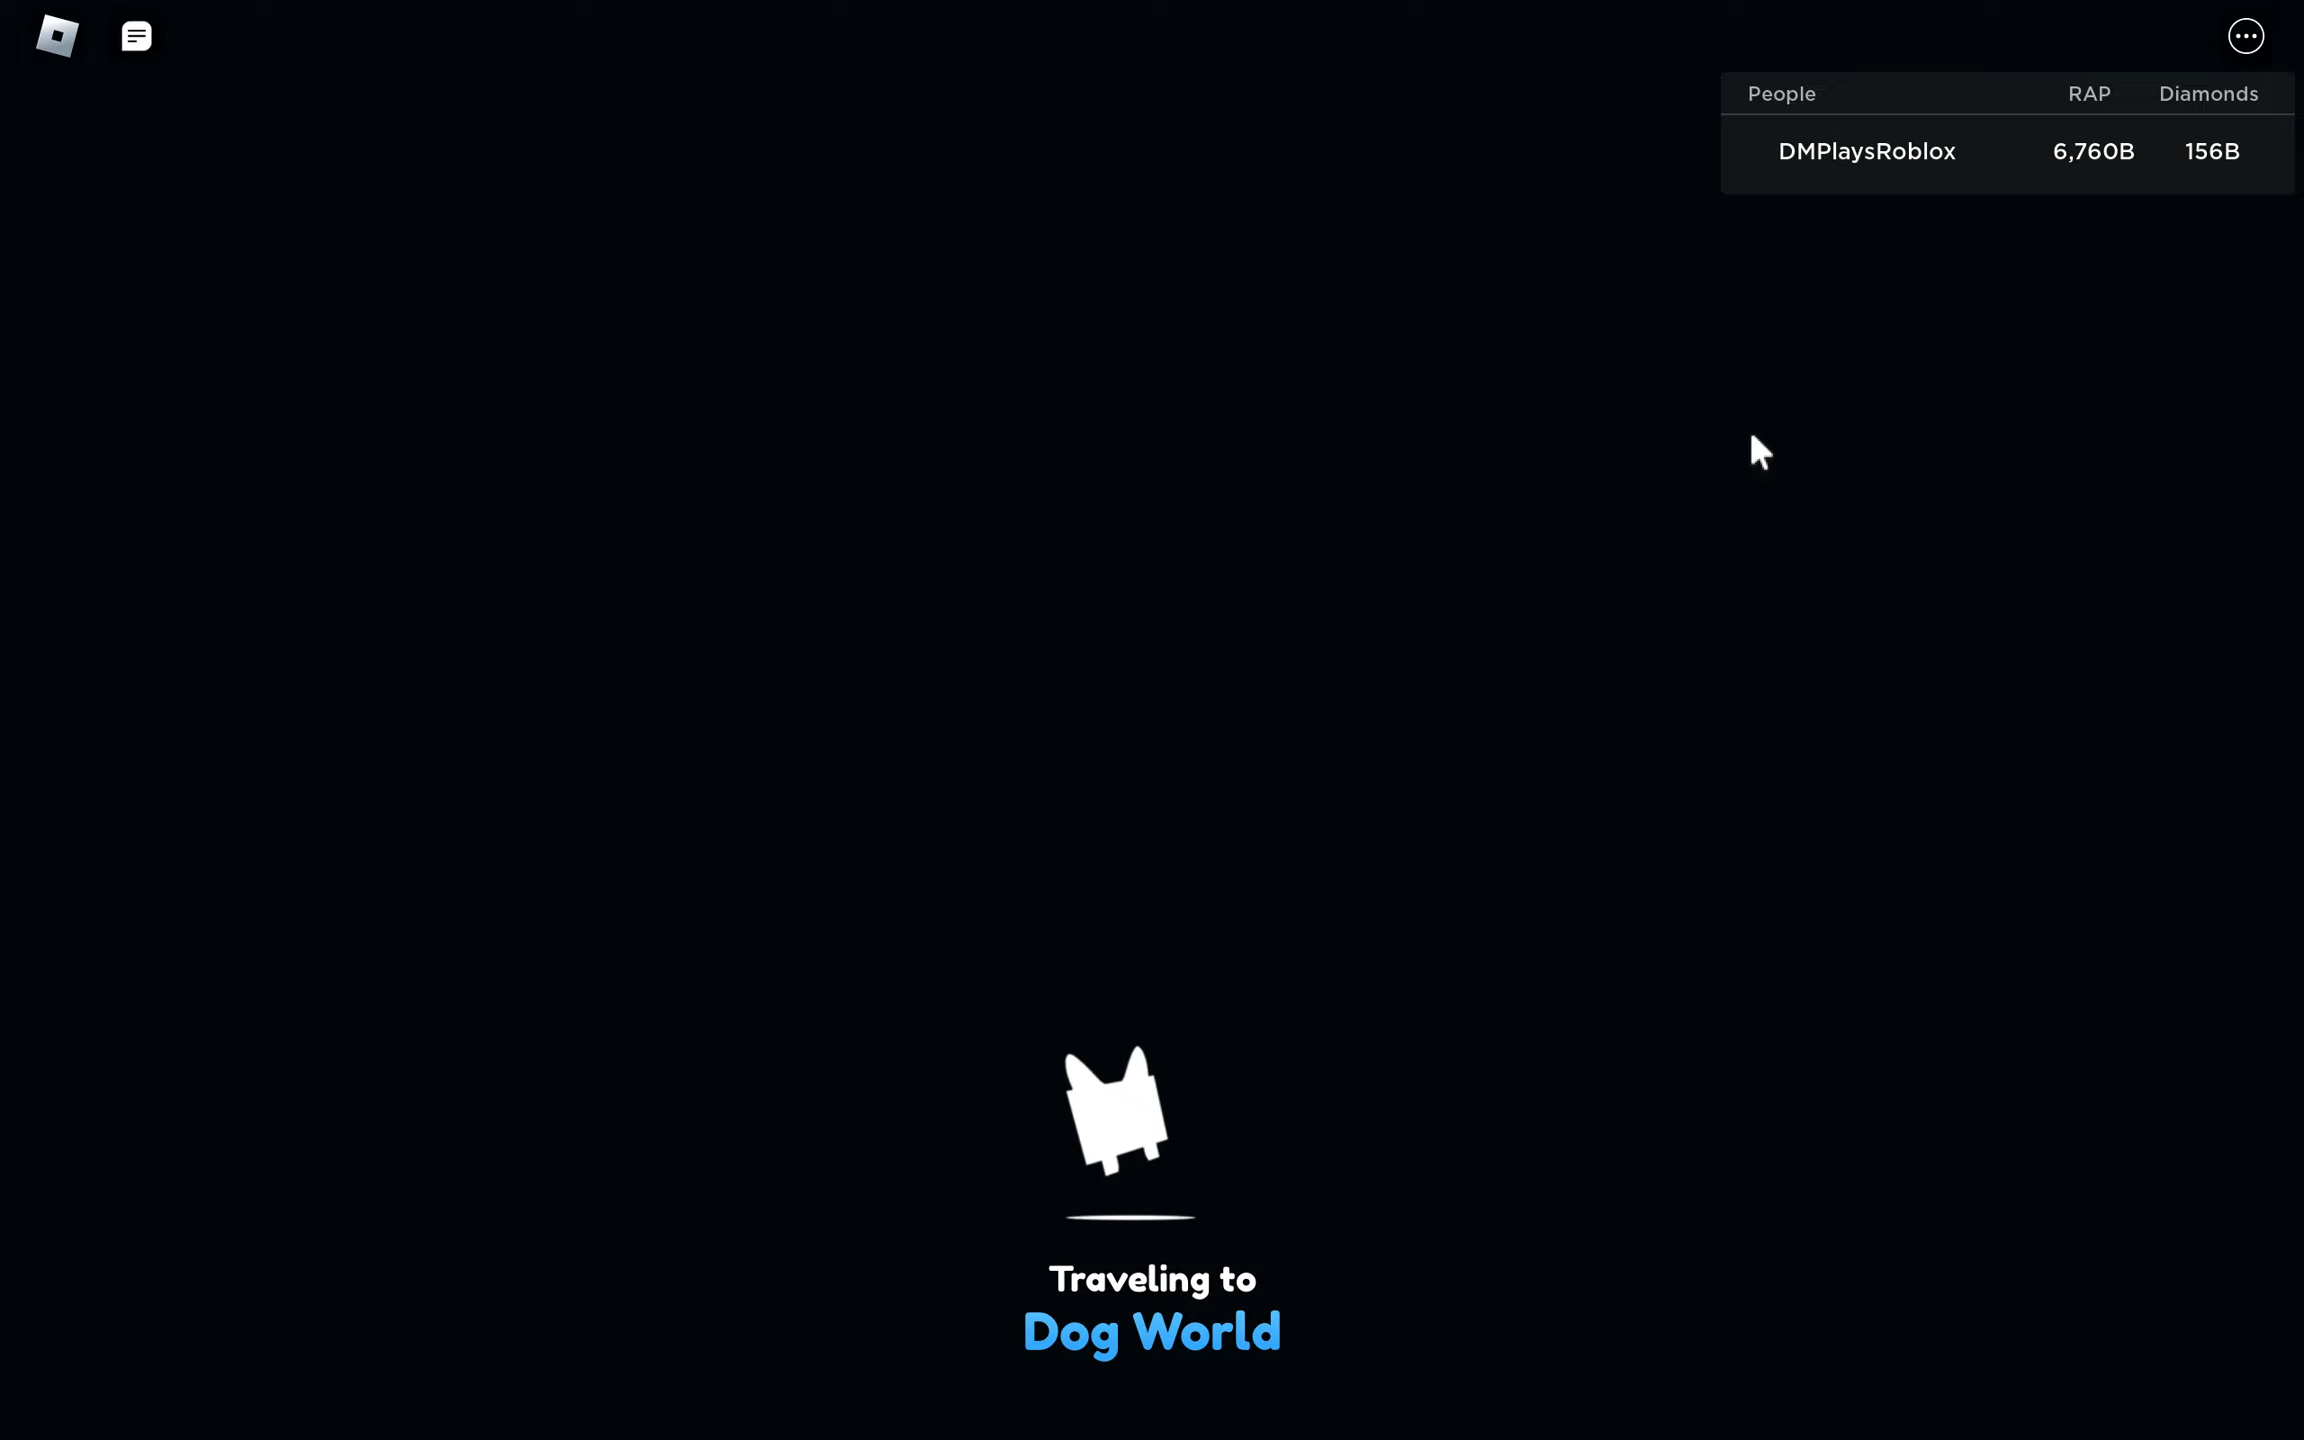 People RAP Diamonds
DMPlaysRoblox 6,760B 156B
Traveling to
Dog World